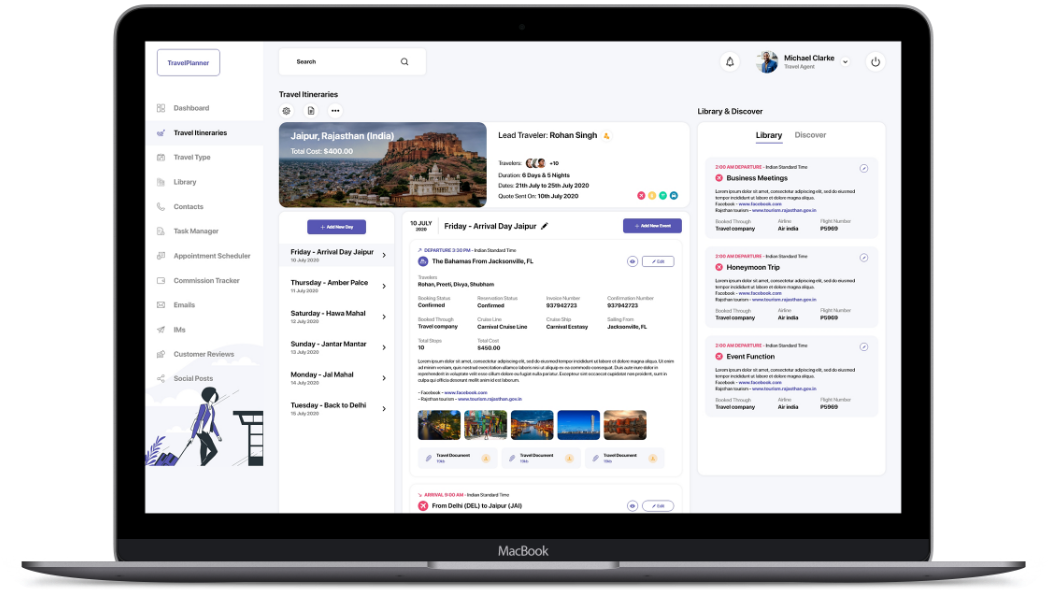 TravelPlanner
Search
Michael Clarke
Travel Agent
Dashboard
Travel Itineraries
Travel Type
Library
Contacts
Task Manager
Appointment Scheduler
Commission Tracker
Emails
IMs
Customer Reviews
Social Posts
Travel Itineraries
Jaipur, Rajasthan (India)
Total Cost: $400.00
Lead Traveler: Rohan Singh
Travelers: +10
Duration: 6 Days & 5 Nights
Dates: 21th July to 25th July 2020
Quote Sent On: 10th July 2020
+ Add New Day
Friday - Arrival Day Jaipur
10 July 2020
Thursday - Amber Palce
11 July 2020
Saturday - Hawa Mahal
12 July 2020
Sunday - Jantar Mantar
13 July 2020
Monday - Jal Mahal
14 July 2020
Tuesday - Back to Delhi
15 July 2020
10 JULY
2020
Friday - Arrival Day Jaipur
+ Add New Event
DEPARTURE 3:30 PM - Indian Standard Time
The Bahamas From Jacksonville, FL
Edit
Travelers
Rohan, Preeti, Divya, Shubham
Booking Status Reservation Status Invoice Number Confirmation Number
Confirmed Confirmed 937942723 937942723
Booked Through Cruise Line Cruise Ship Sailing From
Travel company Carnival Cruise Line Carnival Ecstasy Jacksonville, FL
Total Stops Total Cost
10 $450.00
Lorem ipsum dolor sit amet, consectetur adipiscing elit, sed do eiusmod tempor incididunt ut labore et dolore magna aliqua. Ut enim
ad minim veniam, quis nostrud exercitation ullamco laboris nisi ut aliquip ex ea commodo consequat. Duis aute irure dolor in
reprehenderit in voluptate velit esse cillum dolore eu fugiat nulla pariatur. Excepteur sint occaecat cupidatat non proident, sunt in
culpa qui officia deserunt mollit anim id est laborum.
- Facebook - www.facebook.com
- Rajsthan tourism - www.tourism.rajasthan.gov.in
Travel Document
Travel Document
Travel Document
ARRIVAL 9:00 AM - Indian Standard Time
From Delhi (DEL) to Jaipur (JAI)
Edit
Library & Discover
Library Discover
2:00 AM DEPARTURE - Indian Standard Time
Business Meetings
Lorem ipsum dolor sit amet, consectetur adipiscing elit, sed do eiusmod
tempor incididunt ut labore et dolore magna aliqua.
Facebook - www.facebook.com
Rajsthan tourism - www.tourism.rajasthan.gov.in
Booked Through Airline Flight Number
Travel company Air india P5969
2:00 AM DEPARTURE - Indian Standard Time
Honeymoon Trip
Lorem ipsum dolor sit amet, consectetur adipiscing elit, sed do eiusmod
tempor incididunt ut labore et dolore magna aliqua.
Facebook - www.facebook.com
Rajsthan tourism - www.tourism.rajasthan.gov.in
Booked Through Airline Flight Number
Travel company Air india P5969
2:00 AM DEPARTURE - Indian Standard Time
Event Function
Lorem ipsum dolor sit amet, consectetur adipiscing elit, sed do eiusmod
tempor incididunt ut labore et dolore magna aliqua.
Facebook - www.facebook.com
Rajsthan tourism - www.tourism.rajasthan.gov.in
Booked Through Airline Flight Number
Travel company Air india P5969
MacBook